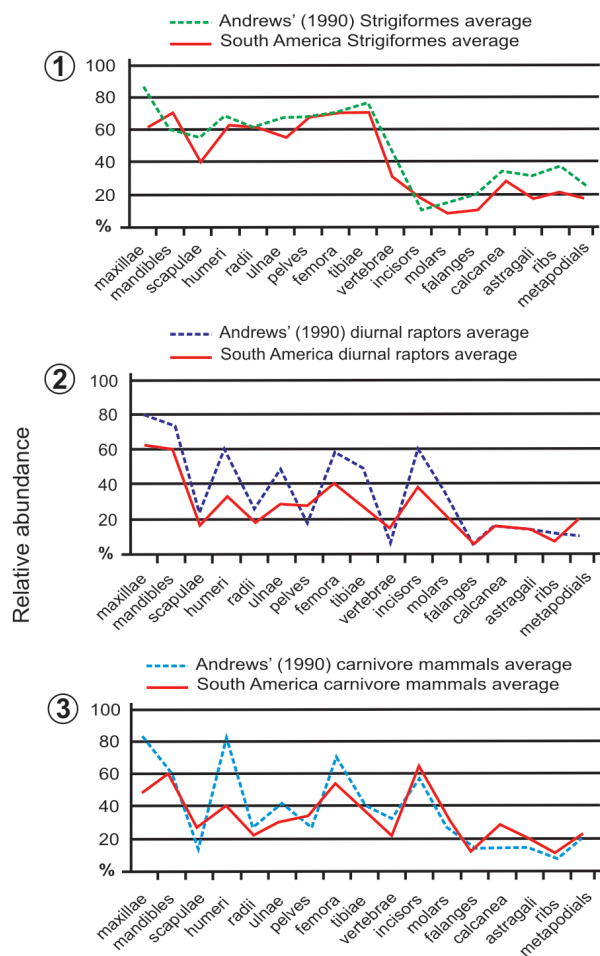 Andrews' (1990) Strigiformes average
South America Strigiformes average
1
100
80
60
40
20
%
maxillae
mandibles
scapulae
humeri
radii
ulnae
pelves
femora
tibiae
vertebrae
incisors
molars
falanges
calcanea
astragali
ribs
metapodials
Relative abundance
Andrews' (1990) diurnal raptors average
South America diurnal raptors average
2
100
80
60
40
20
%
maxillae
mandibles
scapulae
humeri
radii
ulnae
pelves
femora
tibiae
vertebrae
incisors
molars
falanges
calcanea
astragali
ribs
metapodials
Andrews' (1990) carnivore mammals average
South America carnivore mammals average
3
100
80
60
40
20
%
maxillae
mandibles
scapulae
humeri
radii
ulnae
pelves
femora
tibiae
vertebrae
incisors
molars
falanges
calcanea
astragali
ribs
metapodials